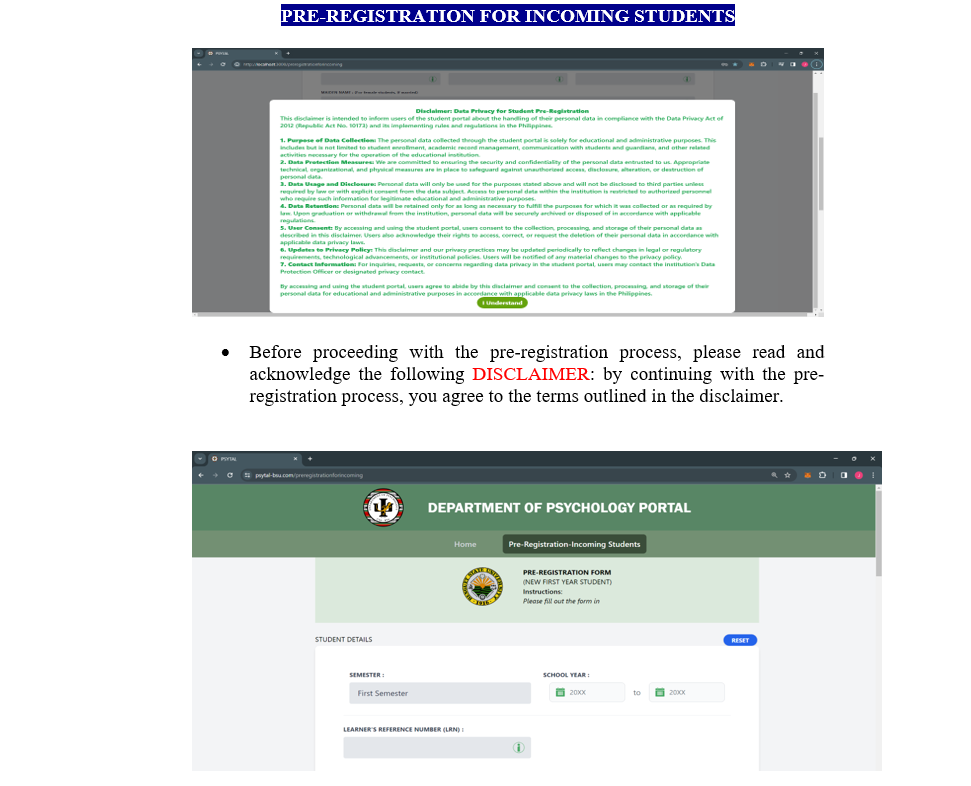 PRE-REGISTRATION FOR INCOMING STUDENTS
PSYTAL
Disclaimer: Data Privacy for Student Pre-Registration
This disclaimer is intended to inform users of the student portal about the handling of their personal data in compliance with the Data Privacy Act of
2012 (Republic Act No. 10173) and its implementing rules and regulations in the Philippines.
1. Purpose of Data Collection: The personal data collected through the student portal is solely for educational and administrative purposes. This
includes but is not limited to student enrollment, academic record management, communication with students and guardians, and other related
activities necessary for the operation of the educational institution.
2. Data Protection Measures: We are committed to ensuring the security and confidentiality of the personal data entrusted to us. Appropriate
technical, organizational, and physical measures are in place to safeguard against unauthorized access, disclosure, alteration, or destruction of
personal data.
3. Data Usage and Disclosure: Personal data will only be used for the purposes stated above and will not be disclosed to third parties unless
required by law or with explicit consent from the data subject. Access to personal data within the institution is restricted to authorized personnel
who require such information for legitimate educational and administrative purposes.
4. Data Retention: Personal data will be retained only for as long as necessary to fulfill the purposes for which it was collected or as required by
law. Upon graduation or withdrawal from the institution, personal data will be securely archived or disposed of in accordance with applicable
regulations.
5. User Consent: By accessing and using the student portal, users consent to the collection, processing, and storage of their personal data as
described in this disclaimer. Users also acknowledge their rights to access, correct, or request the deletion of their personal data in accordance with
applicable data privacy laws.
6. Updates to Privacy Policy: This disclaimer and our privacy practices may be updated periodically to reflect changes in legal or regulatory
requirements, technological advancements, or institutional policies. Users will be notified of any material changes to the privacy policy.
7. Contact Information: For inquiries, requests, or concerns regarding data privacy in the student portal, users may contact the institution's Data
Protection Officer or designated privacy contact.
By accessing and using the student portal, users agree to abide by this disclaimer and consent to the collection, processing, and storage of their
personal data for educational and administrative purposes in accordance with applicable data privacy laws in the Philippines.
I Understand
• Before proceeding with the pre-registration process, please read and
acknowledge the following DISCLAIMER: by continuing with the pre-
registration process, you agree to the terms outlined in the disclaimer.
PSYTAL
psytal-bsu.com/preregistrationforincoming
DEPARTMENT OF PSYCHOLOGY PORTAL
Home Pre-Registration-Incoming Students
PRE-REGISTRATION FORM
(NEW FIRST YEAR STUDENT)
Instructions:
Please fill out the form in
STUDENT DETAILS RESET
SEMESTER : SCHOOL YEAR :
First Semester 20XX to 20XX
LEARNER'S REFERENCE NUMBER (LRN) :